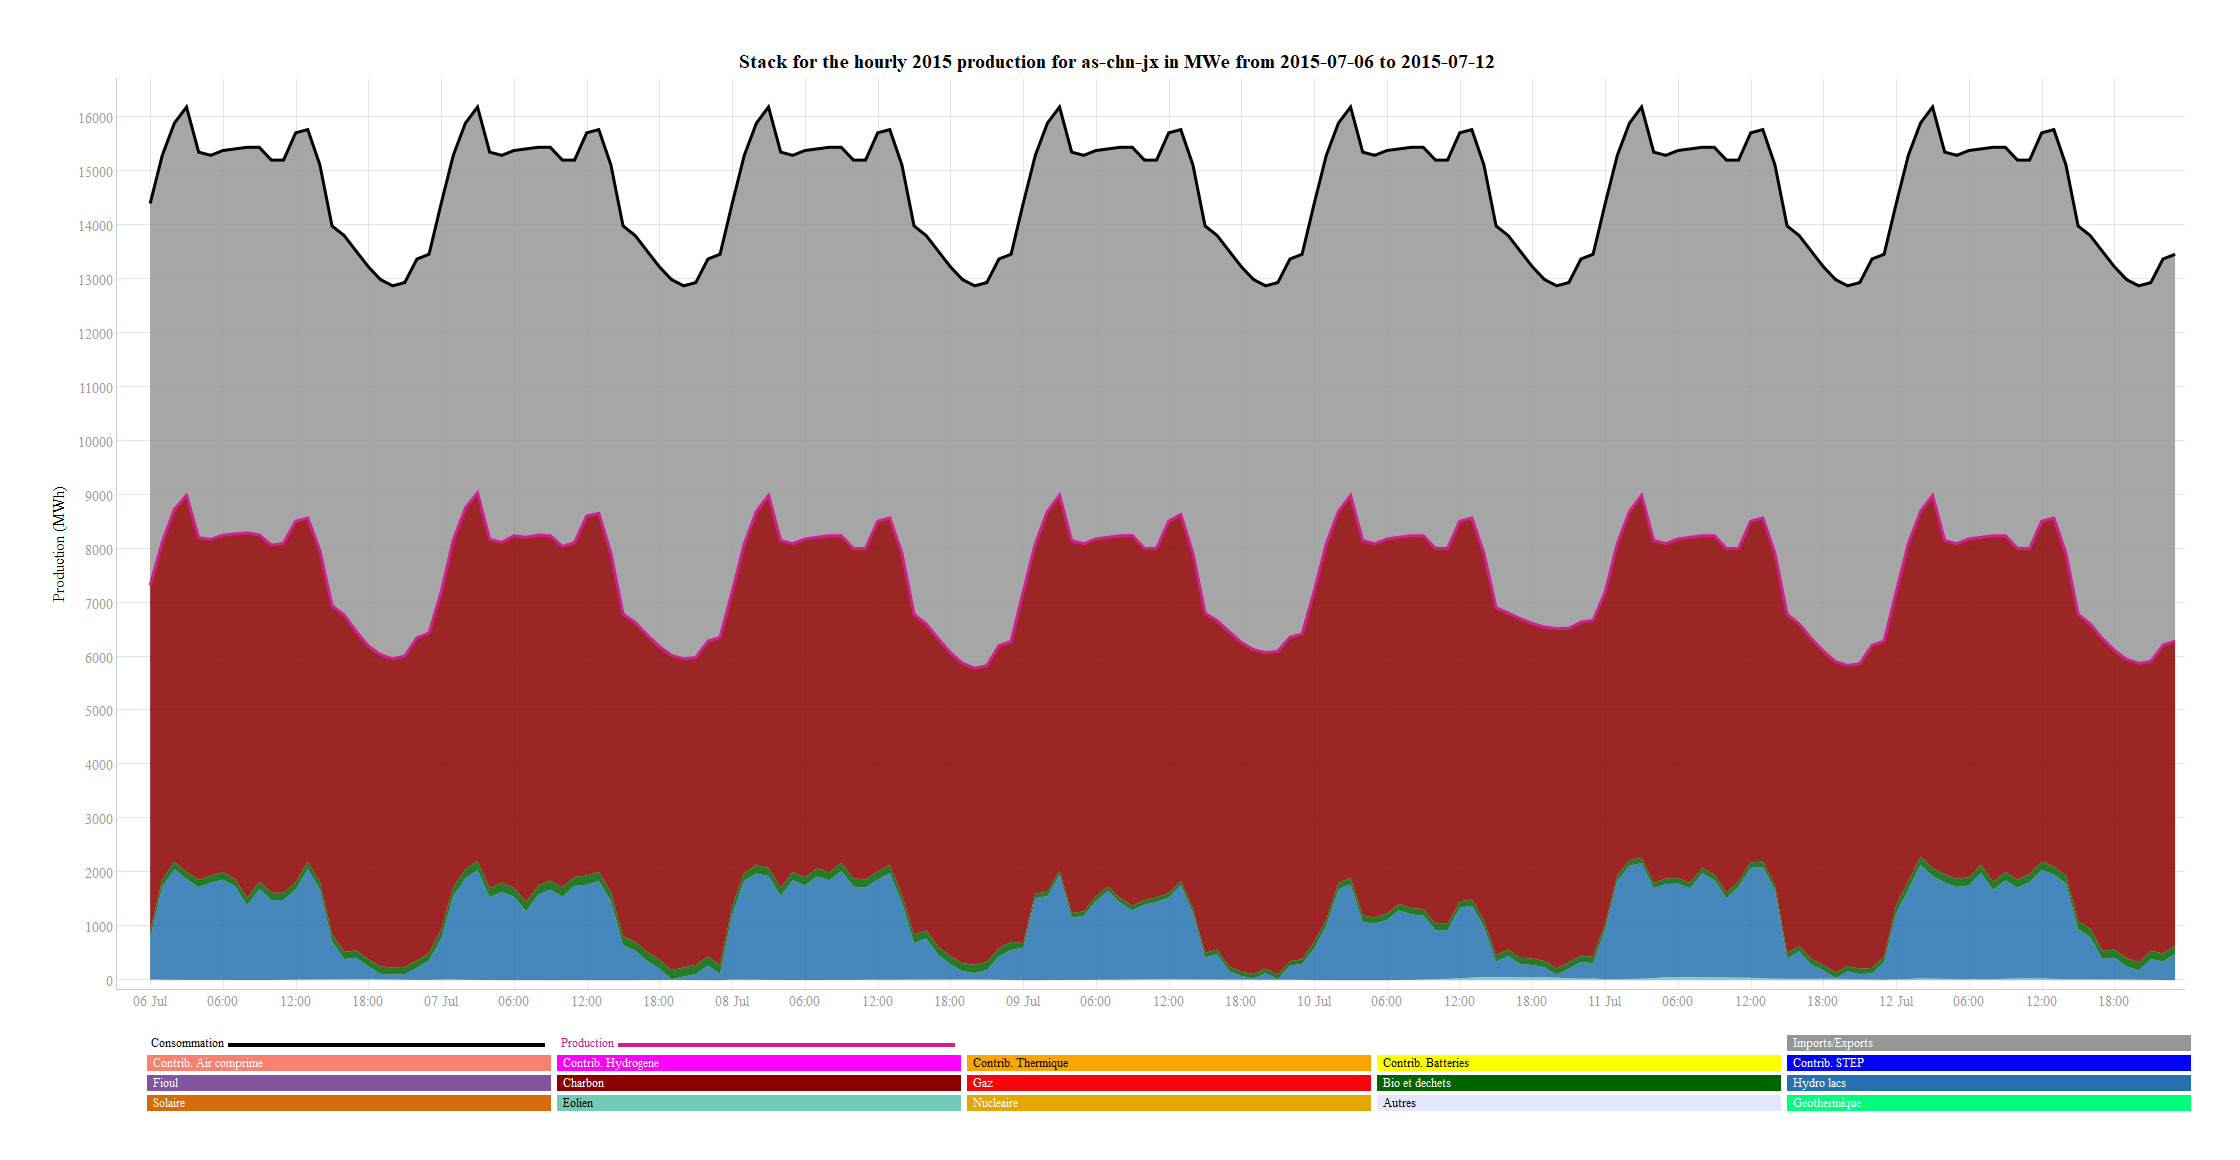 Stack for the hourly 2015 production for as-chn-jx in MWe from 2015-07-06 to 2015-07-12
16000
15000
14000
13000
12000
11000
10000
9000
8000
7000
6000
5000
4000
3000
2000
1000
0
Production (MWh)
06 Jul 06:00 12:00 18:00 07 Jul 06:00 12:00 18:00 08 Jul 06:00 12:00 18:00 09 Jul 06:00 12:00 18:00 10 Jul 06:00 12:00 18:00 11 Jul 06:00 12:00 18:00 12 Jul 06:00 12:00 18:00
Consommation Production Imports/Exports
Contrib. Air comprime Contrib. Hydrogene Contrib. Thermique Contrib. Batteries Contrib. STEP
Fioul Charbon Gaz Bio et dechets Hydro lacs
Solaire Eolien Nucleaire Autres Geothermique